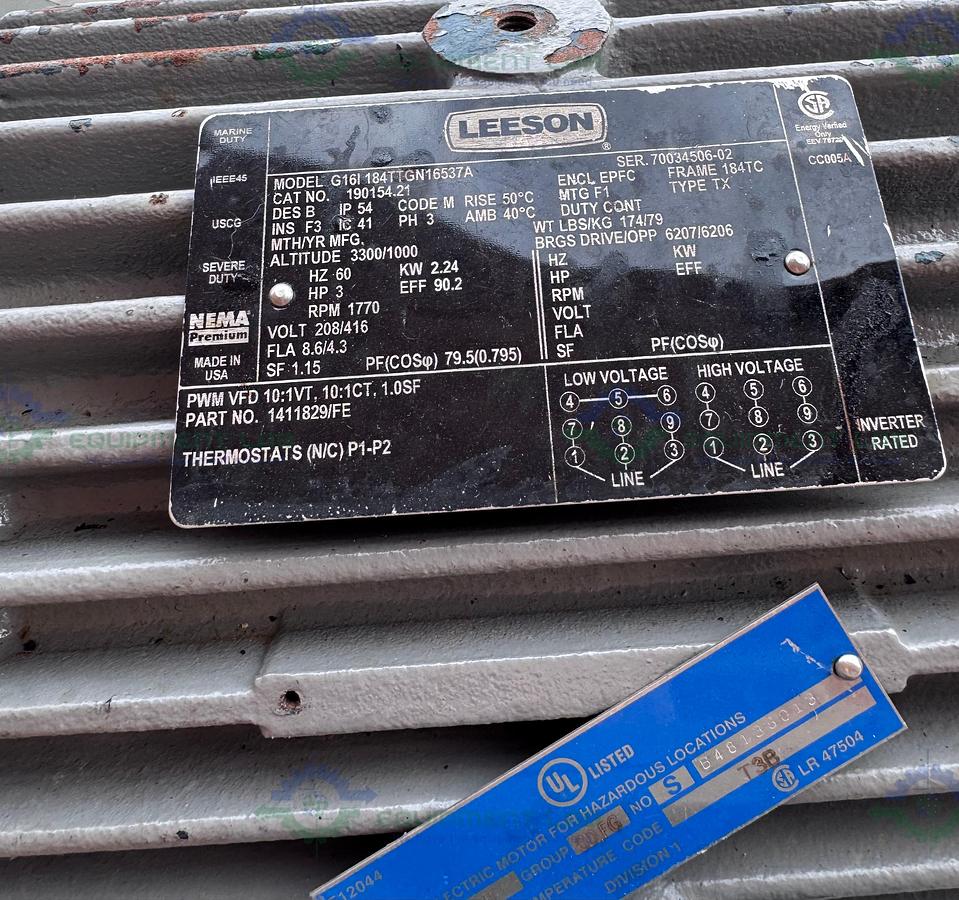 MARINE
DUTY
IEEE45
USCG
SEVERE
DUTY
NEMA
Premium
MADE IN
USA
LEESON
®
SER. 70034506-02
MODEL G16I 184TTGN16537A
CAT NO. 190154.21
DES B IP 54 CODE M RISE 50°C
INS F3 IC 41 PH 3 AMB 40°C
MTH/YR MFG.
ALTITUDE 3300/1000
HZ 60 KW 2.24
HP 3 EFF 90.2
RPM 1770
VOLT 208/416
FLA 8.6/4.3
SF 1.15 PF(COSφ) 79.5(0.795)
ENCL EPFC FRAME 184TC
MTG F1 TYPE TX
DUTY CONT
WT LBS/KG 174/79
BRGS DRIVE/OPP 6207/6206
HZ KW
HP EFF
RPM
VOLT
FLA
SF PF(COSφ)
SA
Energy Verified
Only
CC005A
PWM VFD 10:1VT, 10:1CT, 1.0SF
PART NO. 1411829/FE
THERMOSTATS (N/C) P1-P2
LOW VOLTAGE
4 5 6
7 8 9
1 2 3
LINE
HIGH VOLTAGE
4 5 6
7 8 9
1 2 3
LINE
INVERTER
RATED
UL LISTED
CTRIC MOTOR FOR HAZARDOUS LOCATIONS
GROUP NO S
MPERATURE CODE T3B
DIVISION 1
SA LR 47504
12044